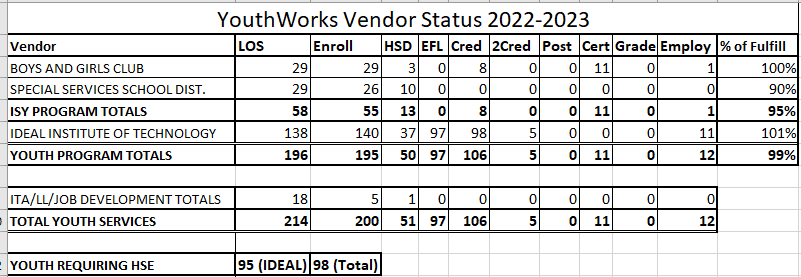 YouthWorks Vendor Status 2022-2023
Vendor LOS Enroll HSD EFL Cred 2Cred Post Cert Grade Employ % of Fulfill
BOYS AND GIRLS CLUB 29 29 3 0 8 0 0 11 0 1 100%
SPECIAL SERVICES SCHOOL DIST. 29 26 10 0 0 0 0 0 0 0 90%
ISY PROGRAM TOTALS 58 55 13 0 8 0 0 11 0 1 95%
IDEAL INSTITUTE OF TECHNOLOGY 138 140 37 97 98 5 0 0 0 11 101%
YOUTH PROGRAM TOTALS 196 195 50 97 106 5 0 11 0 12 99%
ITA/LL/JOB DEVELOPMENT TOTALS 18 5 1 0 0 0 0 0 0 0
TOTAL YOUTH SERVICES 214 200 51 97 106 5 0 11 0 12
YOUTH REQUIRING HSE 95 (IDEAL) 98 (Total)